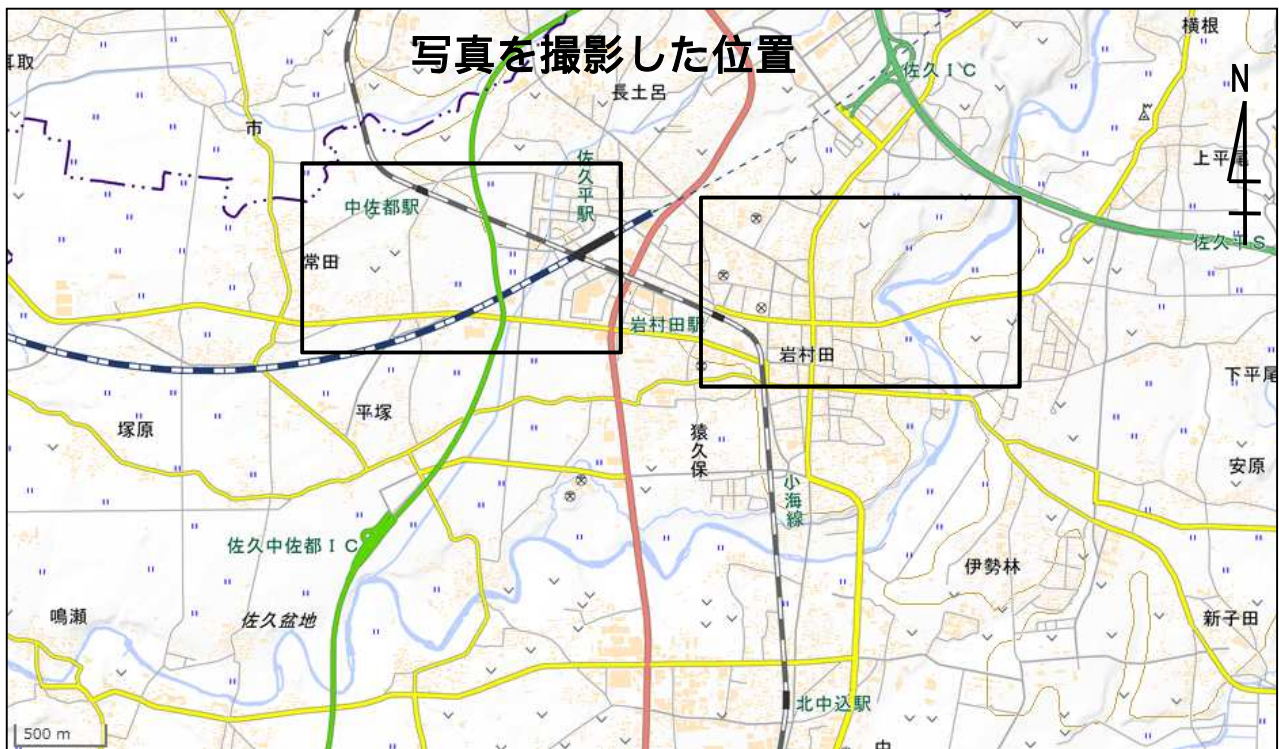 写真を撮影した位置
横根
佐久IC
耳取
長土呂
N
市
佐久平駅
上平尾
中佐都駅
佐久平S
常田
岩村田駅
岩村田
下平尾
平塚
塚原
猿久保
安原
小海線
佐久中佐都IC
伊勢林
鳴瀬
佐久盆地
新子田
北中込駅
500 m